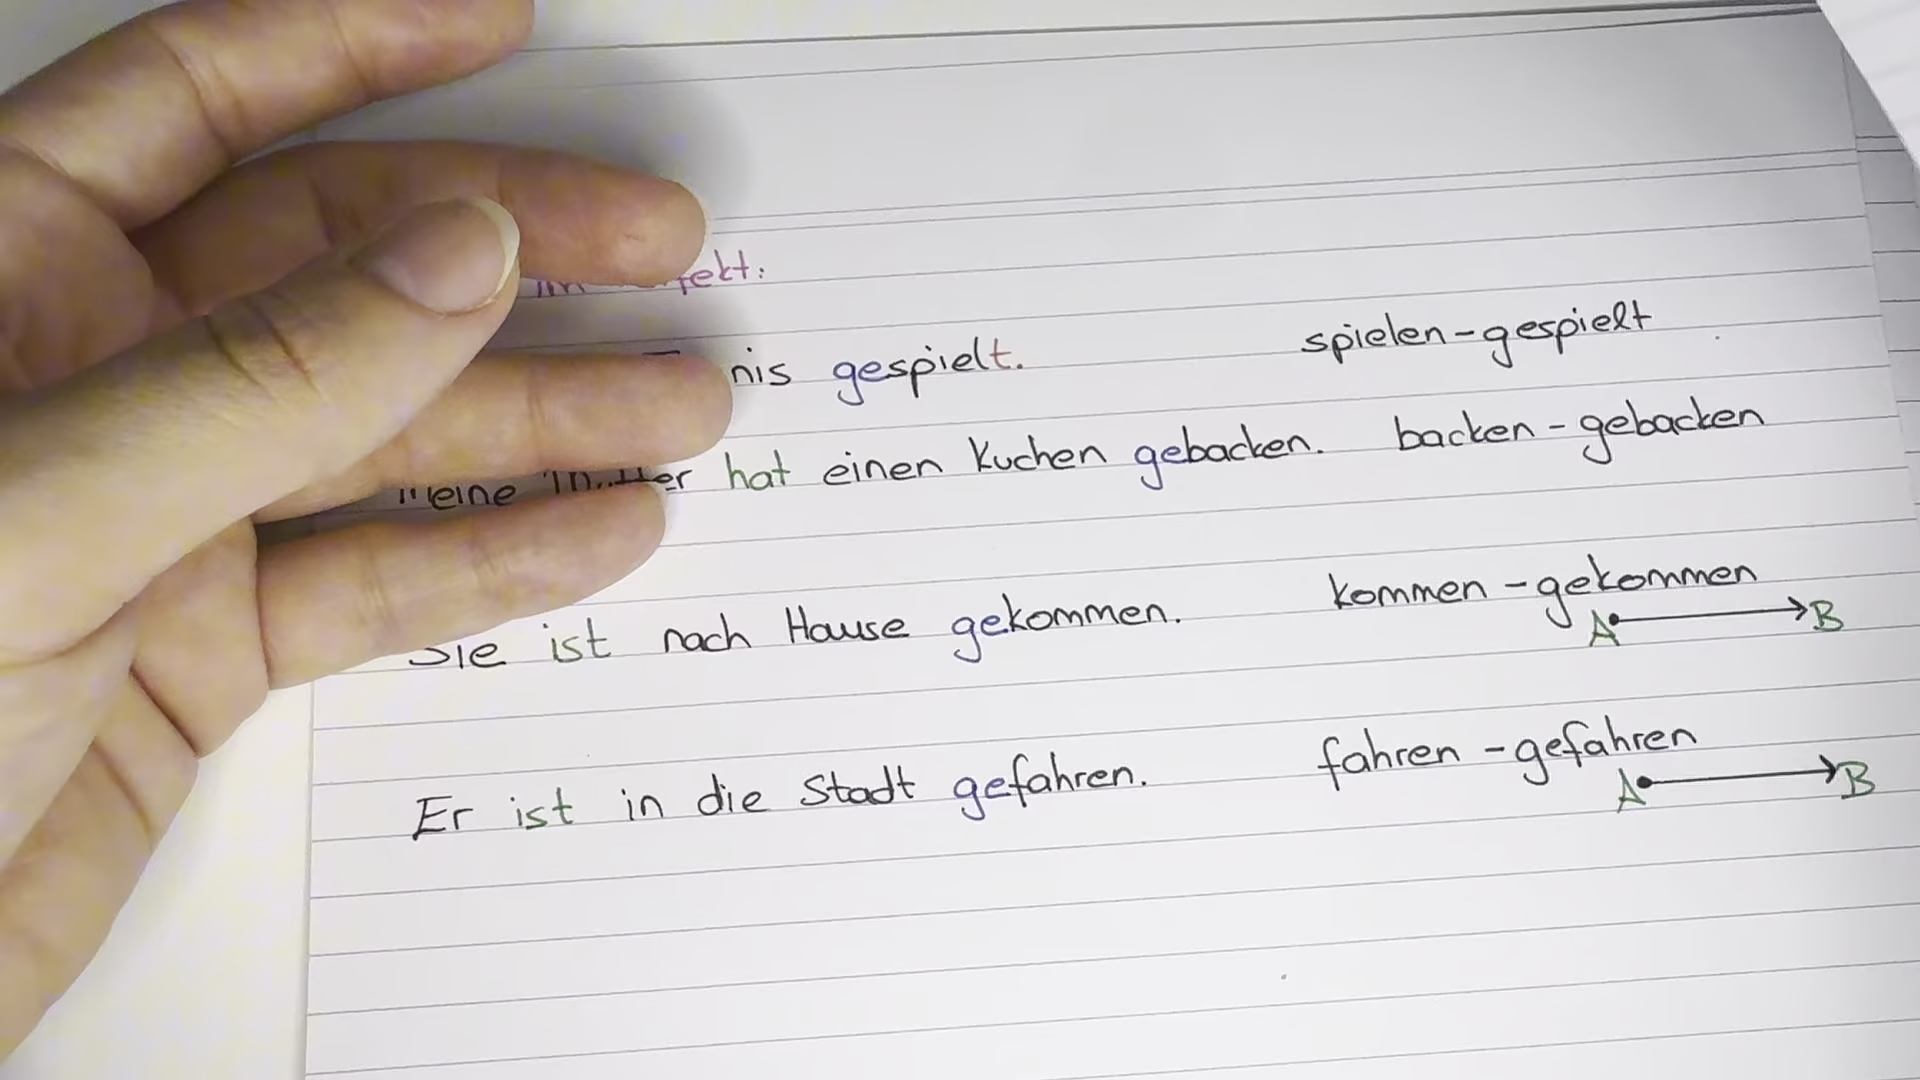 gespielt. spielen - gespielt
hat einen Kuchen gebacken. backen - gebacken
Sie ist nach Hause gekommen. kommen - gekommen
A B
Er ist in die Stadt gefahren. fahren - gefahren
A B